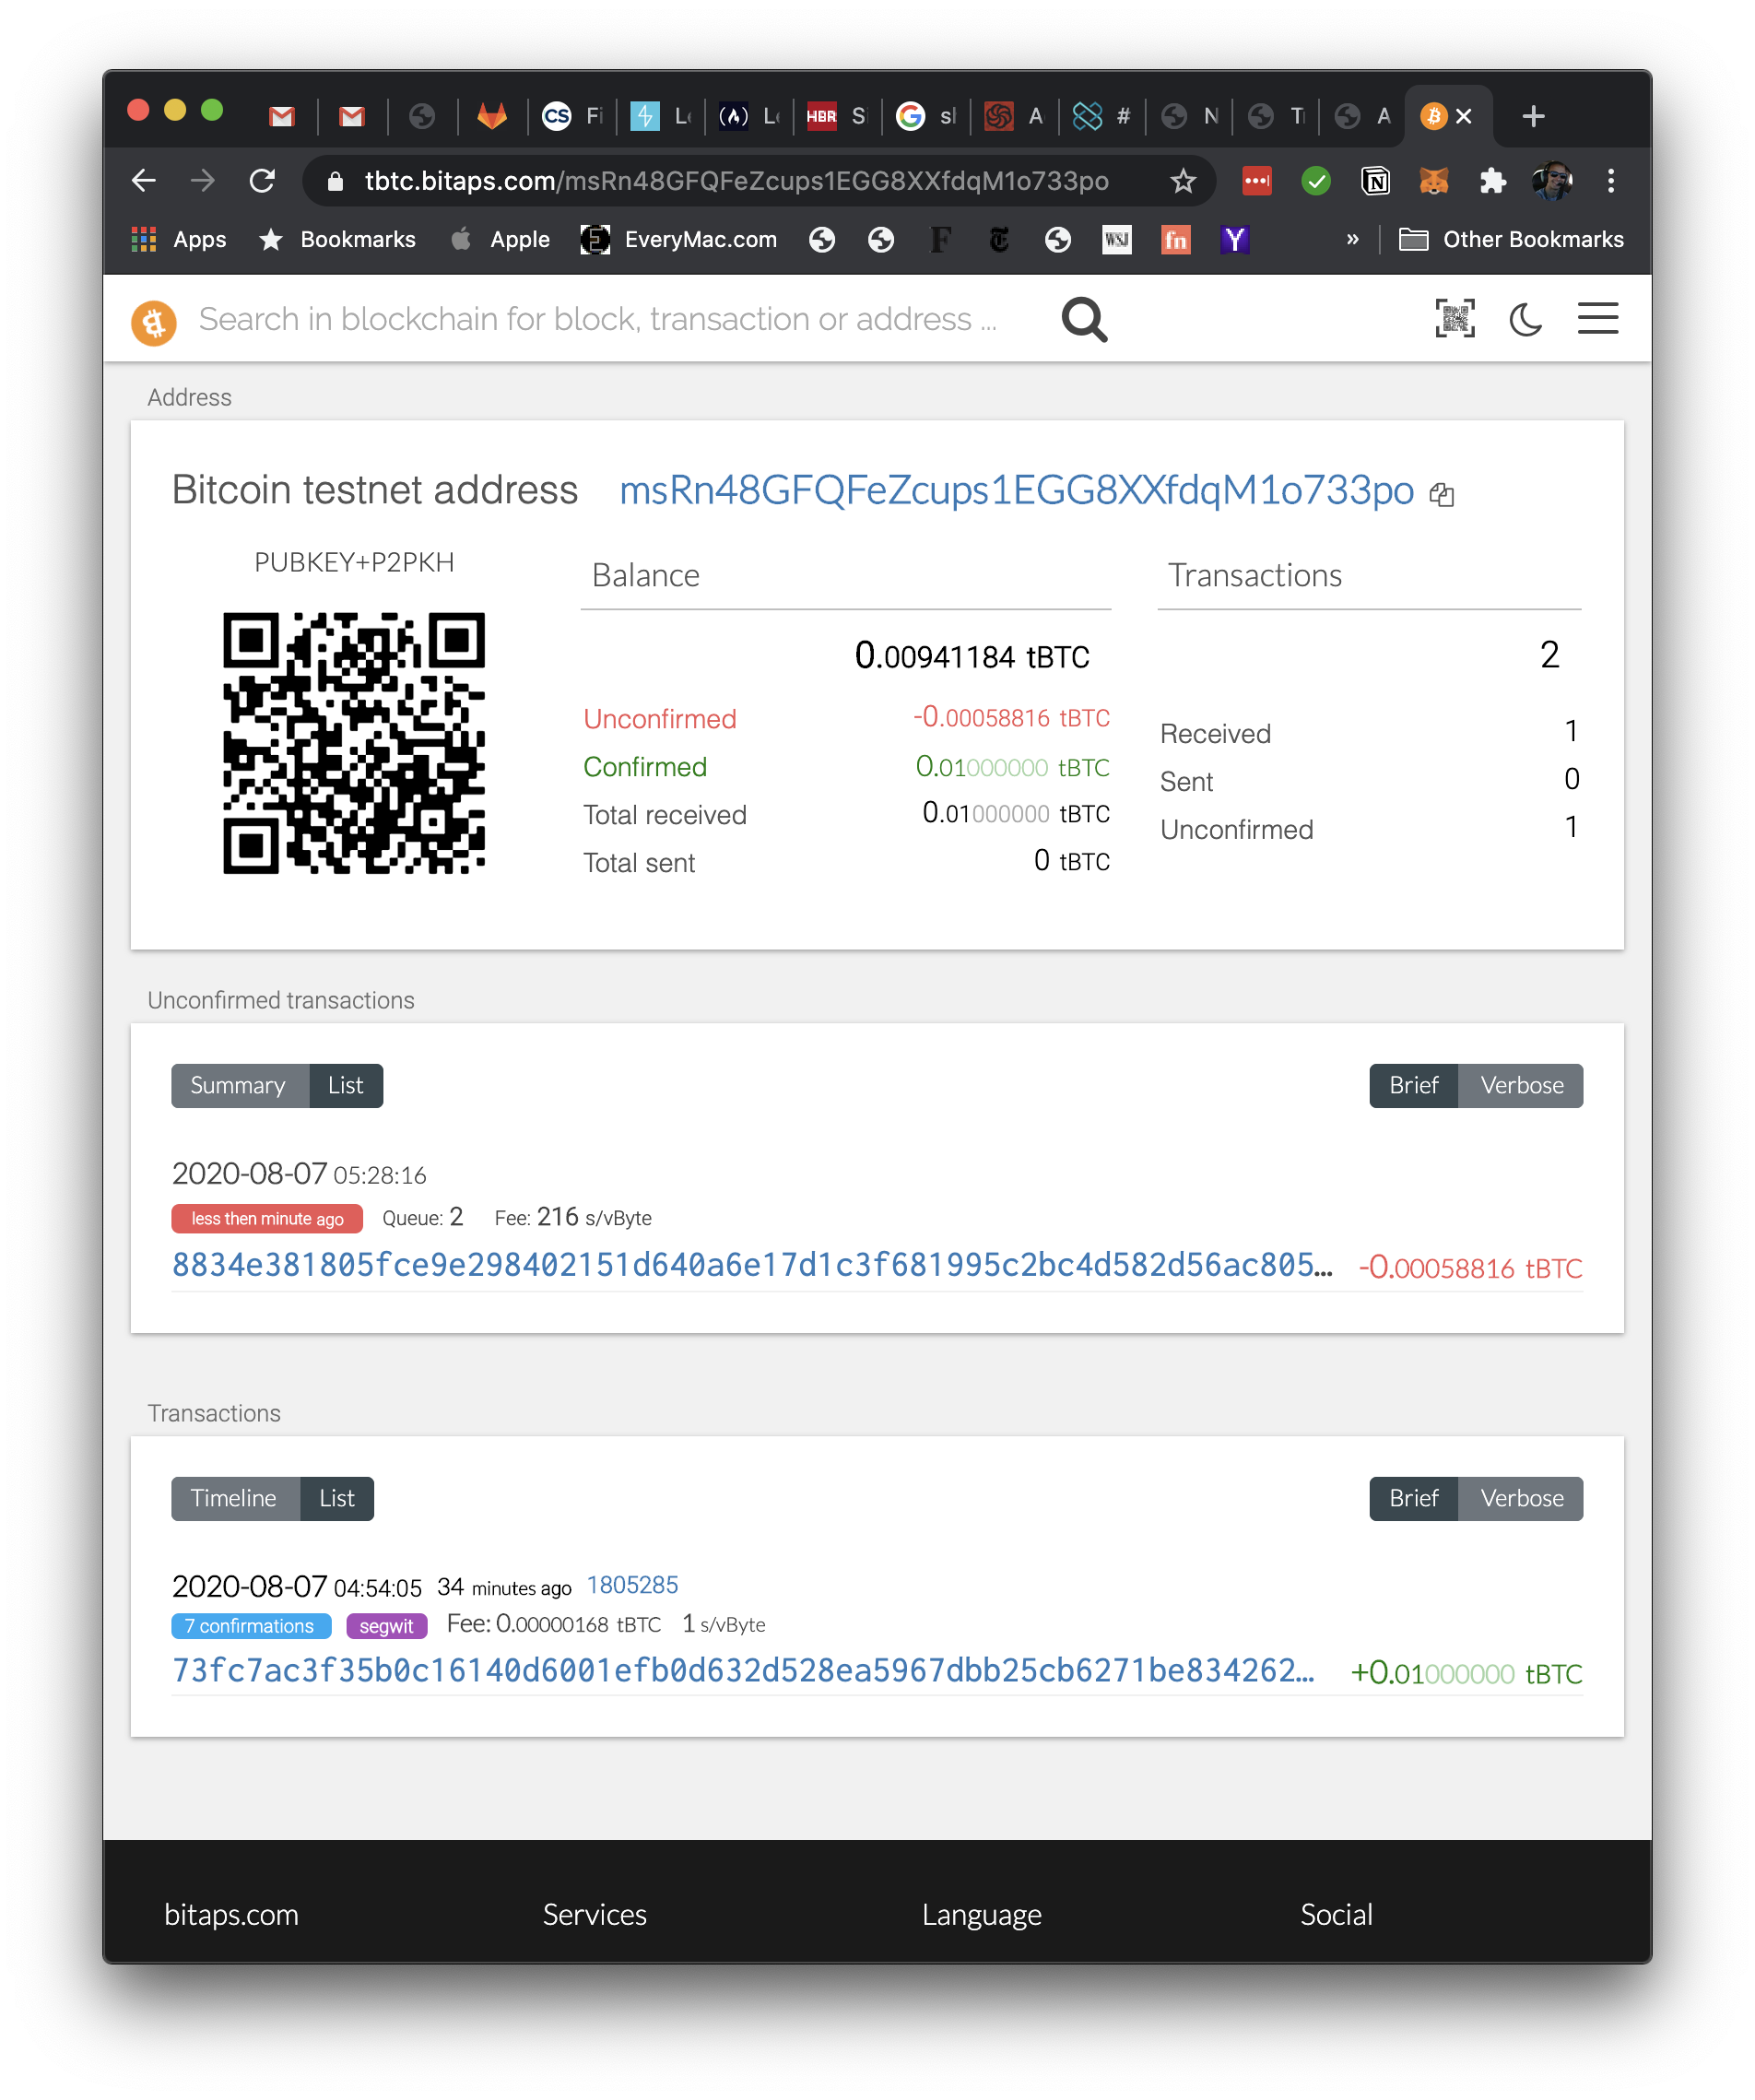 Fi
Le
(A) Le
HBR S
sl
A
#
N
Ti
A
tbtc.bitaps.com/msRn48GFQFeZcups1EGG8XXfdqM1o733po
Apps Bookmarks Apple EveryMac.com WSJ fn Y » Other Bookmarks
Search in blockchain for block, transaction or address ...
Address
Bitcoin testnet address msRn48GFQFeZcups1EGG8XXfdqM1o733po
PUBKEY+P2PKH
Balance
0.00941184 tBTC
Unconfirmed -0.00058816 tBTC
Confirmed 0.01000000 tBTC
Total received 0.01000000 tBTC
Total sent 0 tBTC
Transactions
2
Received 1
Sent 0
Unconfirmed 1
Unconfirmed transactions
Summary List Brief Verbose
2020-08-07 05:28:16
less then minute ago Queue: 2 Fee: 216 s/vByte
8834e381805fce9e298402151d640a6e17d1c3f681995c2bc4d582d56ac805... -0.00058816 tBTC
Transactions
Timeline List Brief Verbose
2020-08-07 04:54:05 34 minutes ago 1805285
7 confirmations segwit Fee: 0.00000168 tBTC 1 s/vByte
73fc7ac3f35b0c16140d6001efb0d632d528ea5967dbb25cb6271be834262... +0.01000000 tBTC
bitaps.com Services Language Social